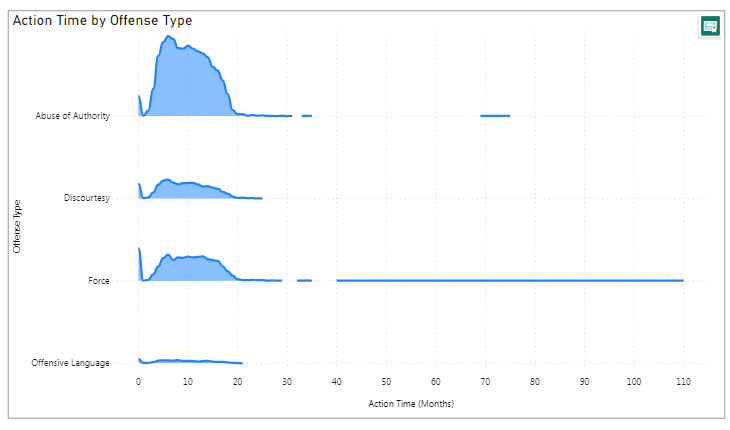 Action Time by Offense Type
Abuse of Authority
Discourtesy
Force
Offensive Language
Offense Type
0 10 20 30 40 50 60 70 80 90 100 110
Action Time (Months)